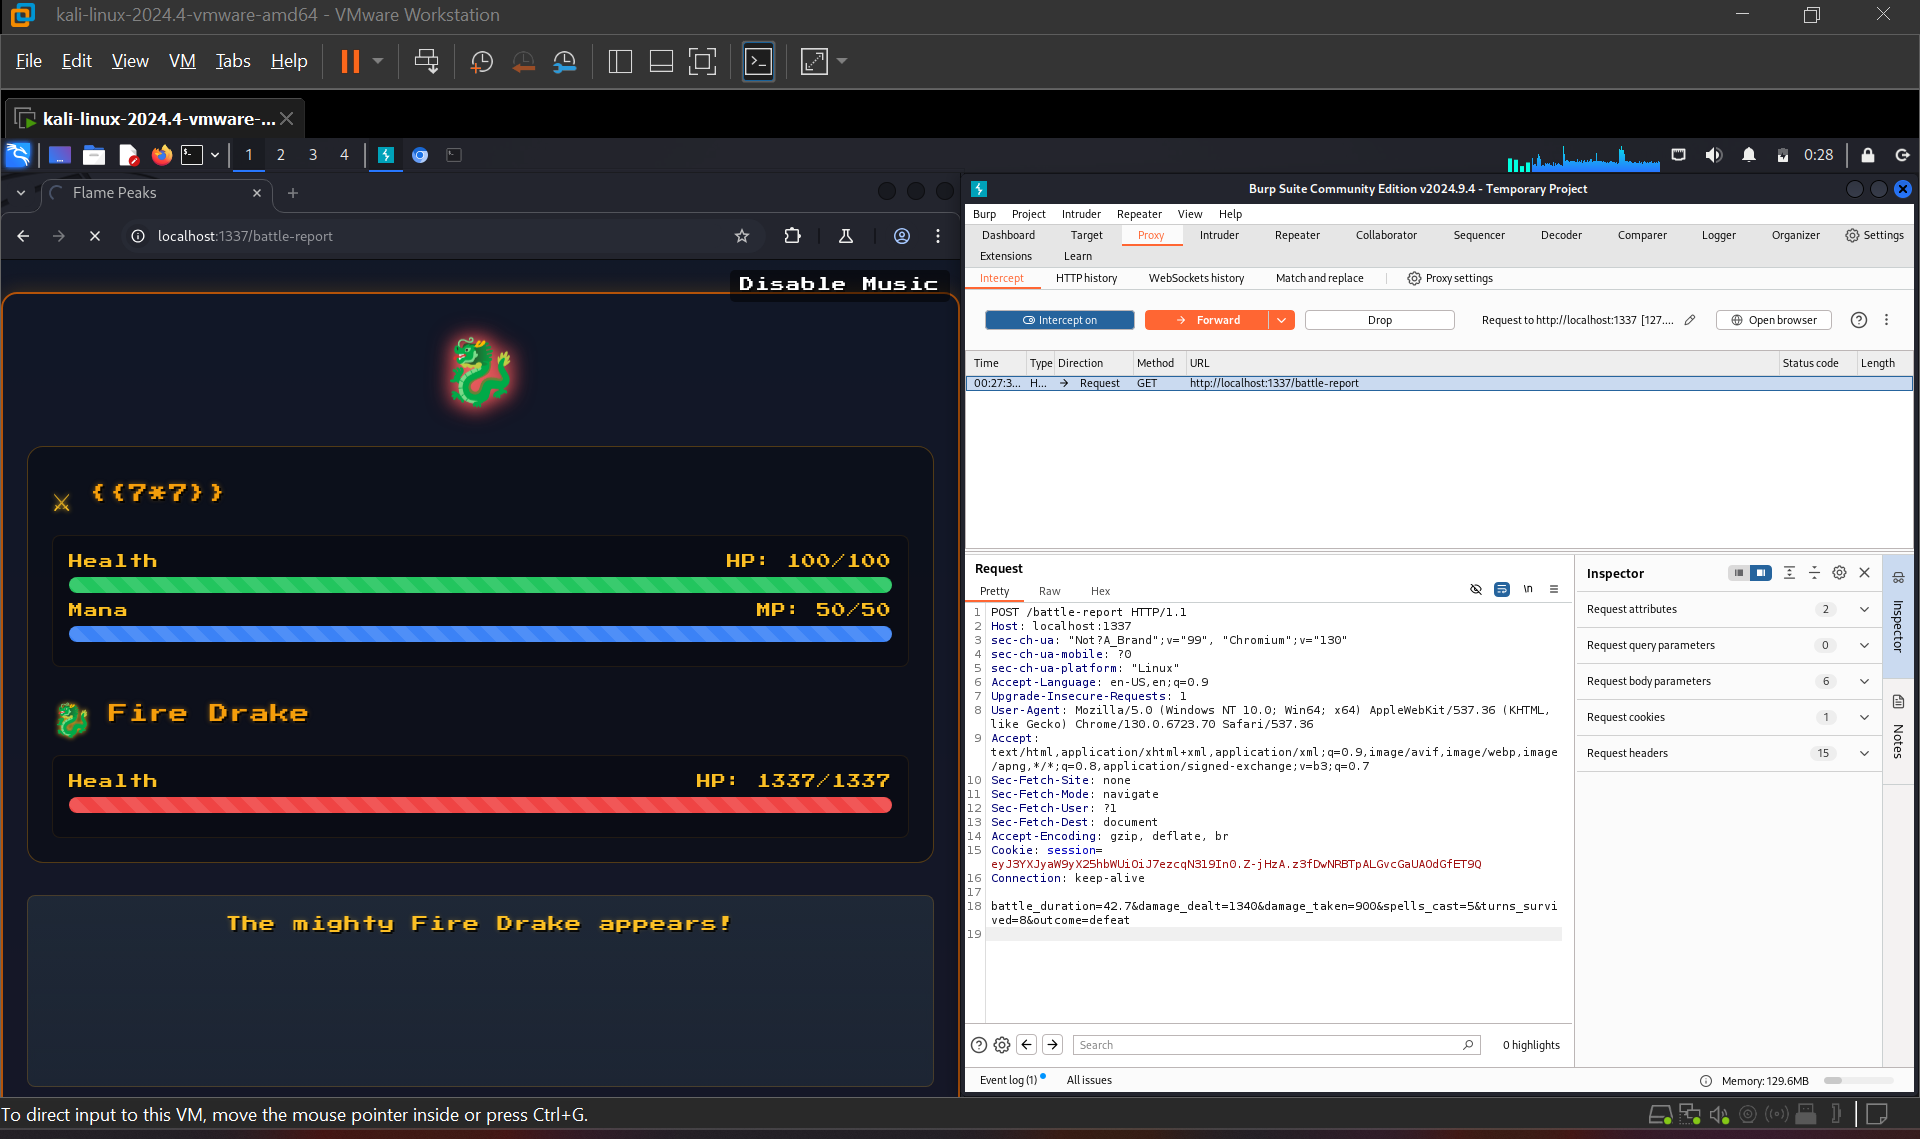 kali-linux-2024.4-vmware-amd64 - VMware Workstation
File Edit View VM Tabs Help
kali-linux-2024.4-vmware-...
1 2 3 4
0:28
Flame Peaks
localhost:1337/battle-report
Disable Music
{{7*7}}
Health HP: 100/100
Mana MP: 50/50
Fire Drake
Health HP: 1337/1337
The mighty Fire Drake appears!
Burp Suite Community Edition v2024.9.4 - Temporary Project
Burp Project Intruder Repeater View Help
Dashboard Target Proxy Intruder Repeater Collaborator Sequencer Decoder Comparer Logger Organizer Settings
Extensions Learn
Intercept HTTP history WebSockets history Match and replace Proxy settings
Intercept on Forward Drop Request to http://localhost:1337 [127.... Open browser
Time Type Direction Method URL Status code Length
00:27:3... H... Request GET http://localhost:1337/battle-report
Request
Pretty Raw Hex
\n
1 POST /battle-report HTTP/1.1
2 Host: localhost:1337
3 sec-ch-ua: "Not?A_Brand";v="99", "Chromium";v="130"
4 sec-ch-ua-mobile: ?0
5 sec-ch-ua-platform: "Linux"
6 Accept-Language: en-US,en;q=0.9
7 Upgrade-Insecure-Requests: 1
8 User-Agent: Mozilla/5.0 (Windows NT 10.0; Win64; x64) AppleWebKit/537.36 (KHTML,
like Gecko) Chrome/130.0.6723.70 Safari/537.36
9 Accept:
text/html,application/xhtml+xml,application/xml;q=0.9,image/avif,image/webp,image
/apng,*/*;q=0.8,application/signed-exchange;v=b3;q=0.7
10 Sec-Fetch-Site: none
11 Sec-Fetch-Mode: navigate
12 Sec-Fetch-User: ?1
13 Sec-Fetch-Dest: document
14 Accept-Encoding: gzip, deflate, br
15 Cookie: session=
eyJ3YXJyaW9yX25hbWUiOiJ7ezcqN319In0.Z-jHzA.z3fDwNRBTpALGvcGaUAOdGfET9Q
16 Connection: keep-alive
17
18 battle_duration=42.7&damage_dealt=1340&damage_taken=900&spells_cast=5&turns_survi
ved=8&outcome=defeat
19
Search
0 highlights
Inspector
Request attributes 2
Request query parameters 0
Request body parameters 6
Request cookies 1
Request headers 15
Inspector
Notes
Event log (1) All issues
Memory: 129.6MB
To direct input to this VM, move the mouse pointer inside or press Ctrl+G.